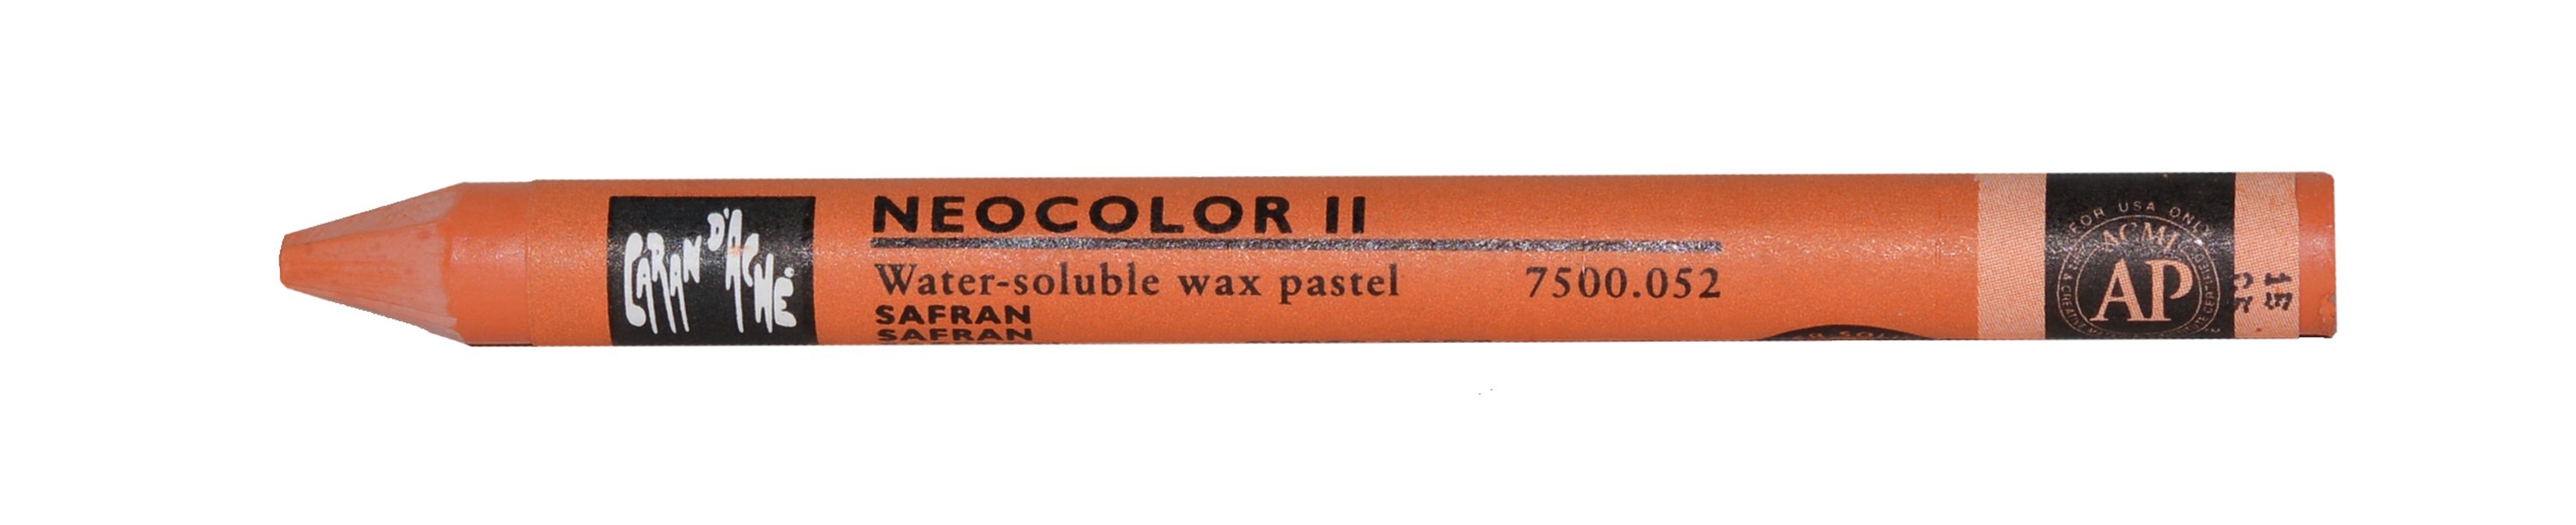 CARAN D'ACHE
NEOCOLOR II
Water-soluble wax pastel 7500.052
SAFRAN
SAFRAN
FOR USA ONLY
ACMI
AP